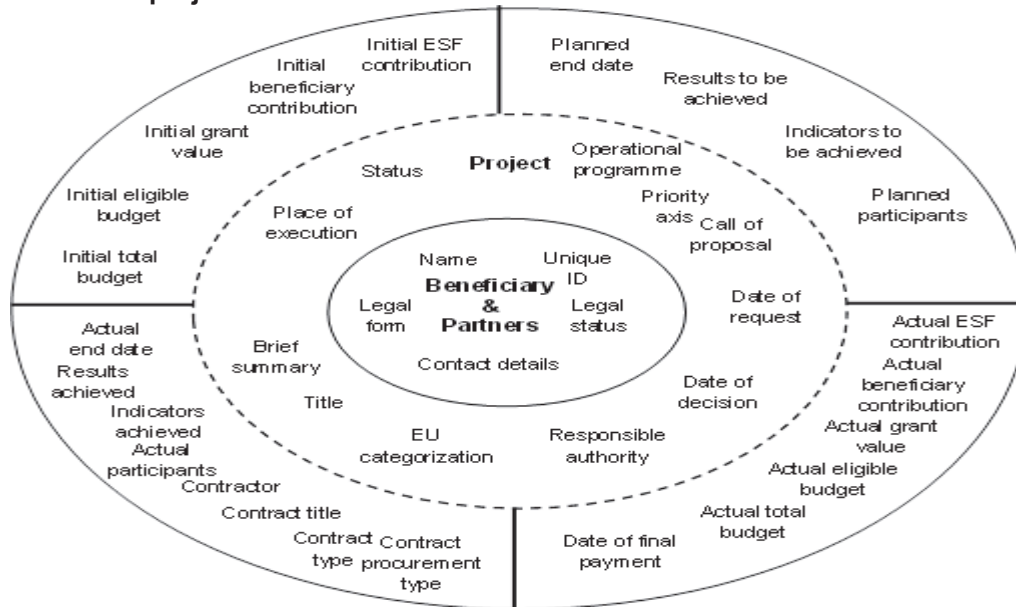 Initial ESF
contribution
Initial
beneficiary
contribution
Initial grant
value
Initial eligible
budget
Initial total
budget
Planned
end date
Results to be
achieved
Indicators to
be achieved
Planned
participants
Status
Project
Operational
programme
Priority
axis
Call of
proposal
Place of
execution
Date of
request
Brief
summary
Title
EU
categorization
Responsible
authority
Date of
decision
Name
Unique
ID
Beneficiary
&
Partners
Legal
form
Legal
status
Contact details
Actual
end date
Results
achieved
Indicators
achieved
Actual
participants
Contractor
Contract title
Contract
type
Contract
procurement
type
Actual ESF
contribution
Actual
beneficiary
contribution
Actual grant
value
Actual eligible
budget
Actual total
budget
Date of final
payment